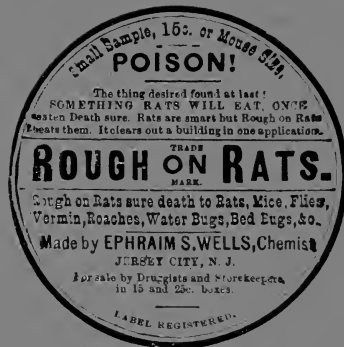 Small Sample, 15c. or Mouse Size,
POISON!
The thing desired found at last!
SOMETHING RATS WILL EAT, ONCE
easten Death sure. Rats are smart but Rough on Rats
Beats them. It clears out a building in one application.
ROUGH ON RATS.
TRADE
MARK.
Rough on Rats sure death to Rats, Mice, Flies,
Vermin, Roaches, Water Bugs, Bed Bugs, &o.
Made by EPHRAIM S. WELLS, Chemist
JERSEY CITY, N. J.
For sale by Druggists and Storekeepers
in 15 and 25c. boxes.
LABEL REGISTERED.